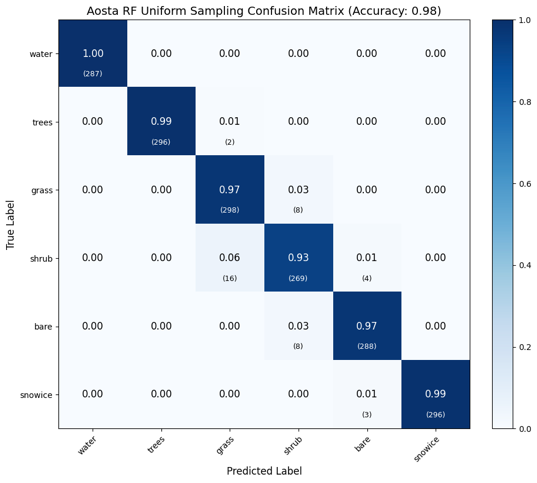 Aosta RF Uniform Sampling Confusion Matrix (Accuracy: 0.98)
water 1.00 0.00 0.00 0.00 0.00 0.00
(287)
trees 0.00 0.99 0.01 0.00 0.00 0.00
(296) (2)
grass 0.00 0.00 0.97 0.03 0.00 0.00
(298) (8)
shrub 0.00 0.00 0.06 0.93 0.01 0.00
(16) (269) (4)
bare 0.00 0.00 0.00 0.03 0.97 0.00
(8) (288)
snowice 0.00 0.00 0.00 0.00 0.01 0.99
(3) (296)
water trees grass shrub bare snowice
Predicted Label
True Label
1.0
0.8
0.6
0.4
0.2
0.0